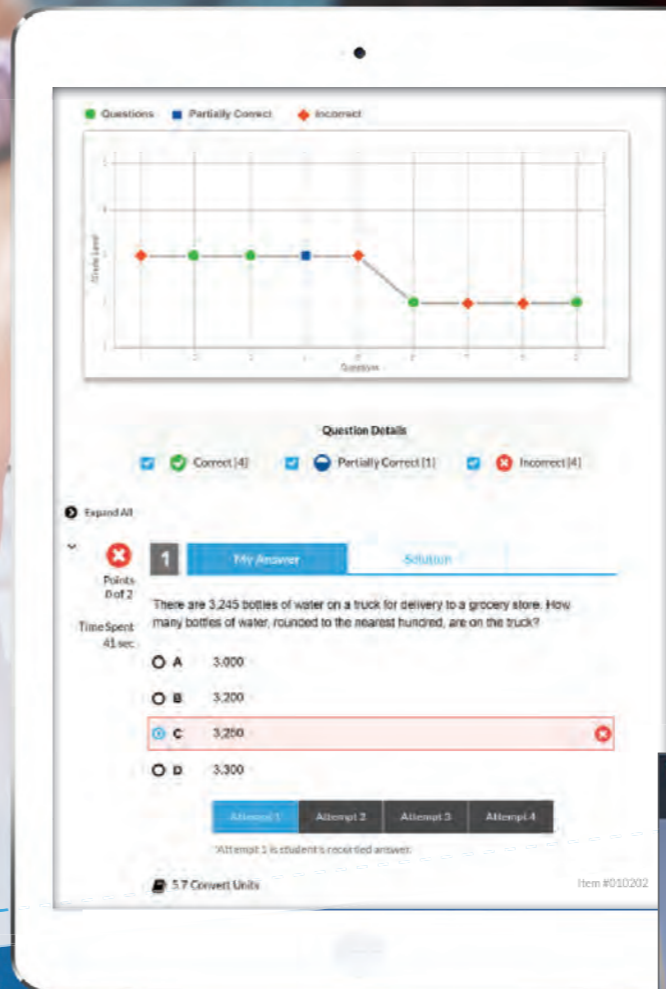 Questions Partially Correct Incorrect
Grade Level
Questions
Question Details
Correct [4] Partially Correct [1] Incorrect [4]
Expand All
1 My Answer Solution
Points
0 of 2
Time Spent
41 sec
There are 3,245 bottles of water on a truck for delivery to a grocery store. How
many bottles of water, rounded to the nearest hundred, are on the truck?
A 3,000
B 3,200
C 3,250
D 3,300
Attempt 1 Attempt 2 Attempt 3 Attempt 4
*Attempt 1 is student's recorded answer.
5.7 Convert Units Item #010202